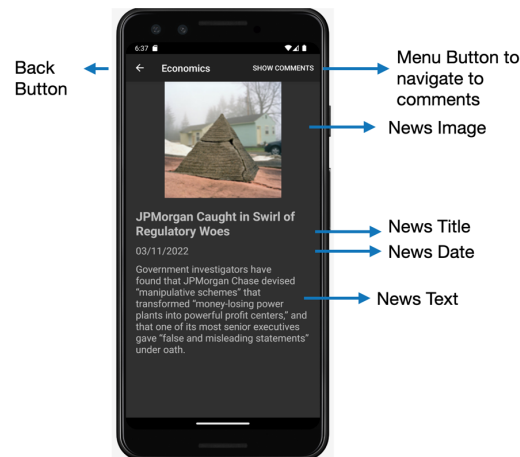 6:37
Back
Button
Economics
SHOW COMMENTS
Menu Button to
navigate to
comments
News Image
JPMorgan Caught in Swirl of
Regulatory Woes
News Title
03/11/2022
News Date
Government investigators have
found that JPMorgan Chase devised
“manipulative schemes” that
transformed “money-losing power
plants into powerful profit centers,” and
that one of its most senior executives
gave “false and misleading statements”
under oath.
News Text